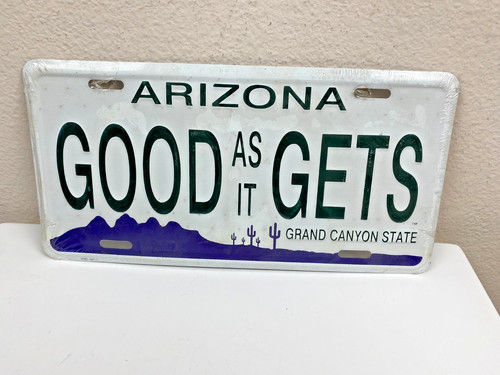 ARIZONA
GOOD AS IT GETS
GRAND CANYON STATE